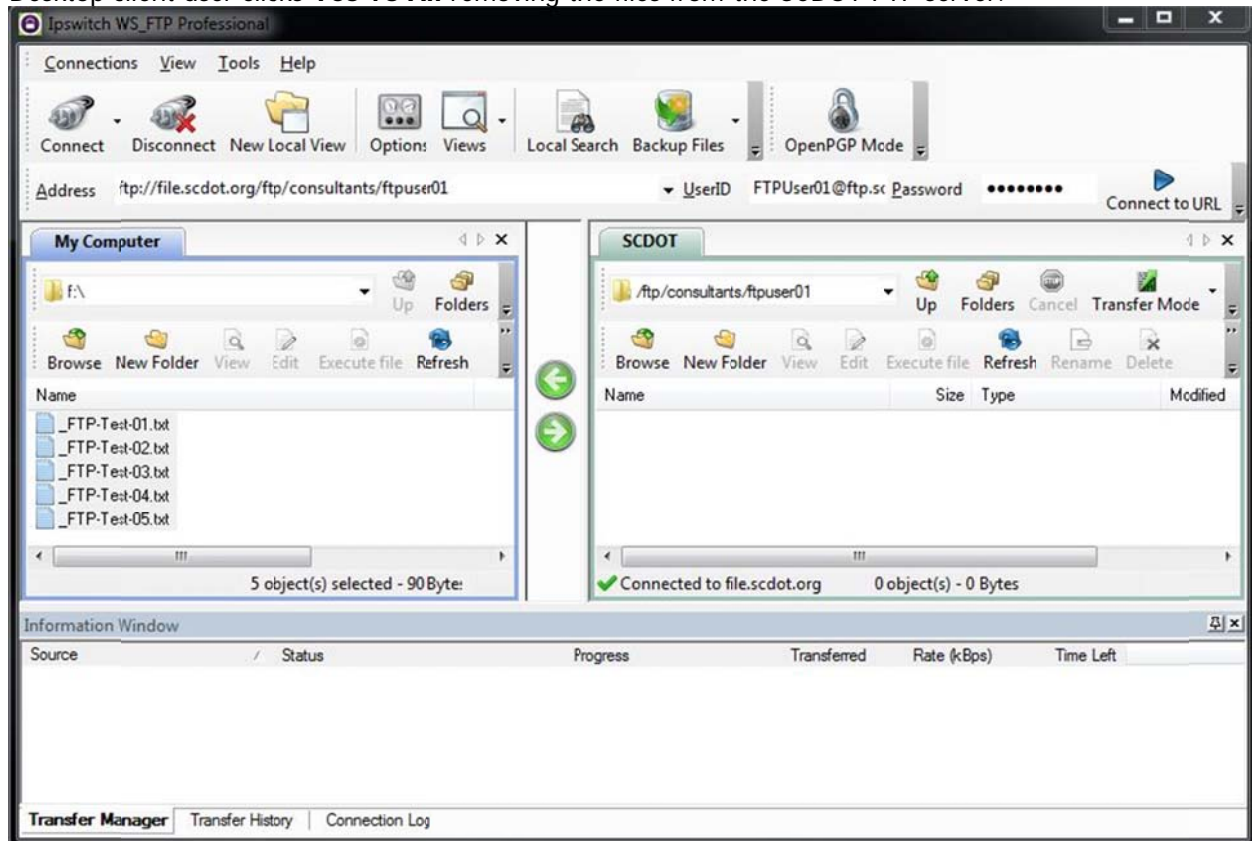 Ipswitch WS_FTP Professional
Connections View Tools Help
Connect Disconnect New Local View Options Views Local Search Backup Files OpenPGP Mode
Address ftp://file.scdot.org/ftp/consultants/ftpuser01 UserID FTPUser01@ftp.sc Password ●●●●●●●● Connect to URL
My Computer
SCDOT
f:\ Up Folders
/ftp/consultants/ftpuser01 Up Folders Cancel Transfer Mode
Browse New Folder View Edit Execute file Refresh
Browse New Folder View Edit Execute file Refresh Rename Delete
Name
Name Size Type Modified
_FTP-Test-01.txt
_FTP-Test-02.txt
_FTP-Test-03.txt
_FTP-Test-04.txt
_FTP-Test-05.txt
5 object(s) selected - 90 Bytes
Connected to file.scdot.org 0 object(s) - 0 Bytes
Information Window
Source Status Progress Transferred Rate (kBps) Time Left
Transfer Manager Transfer History Connection Log